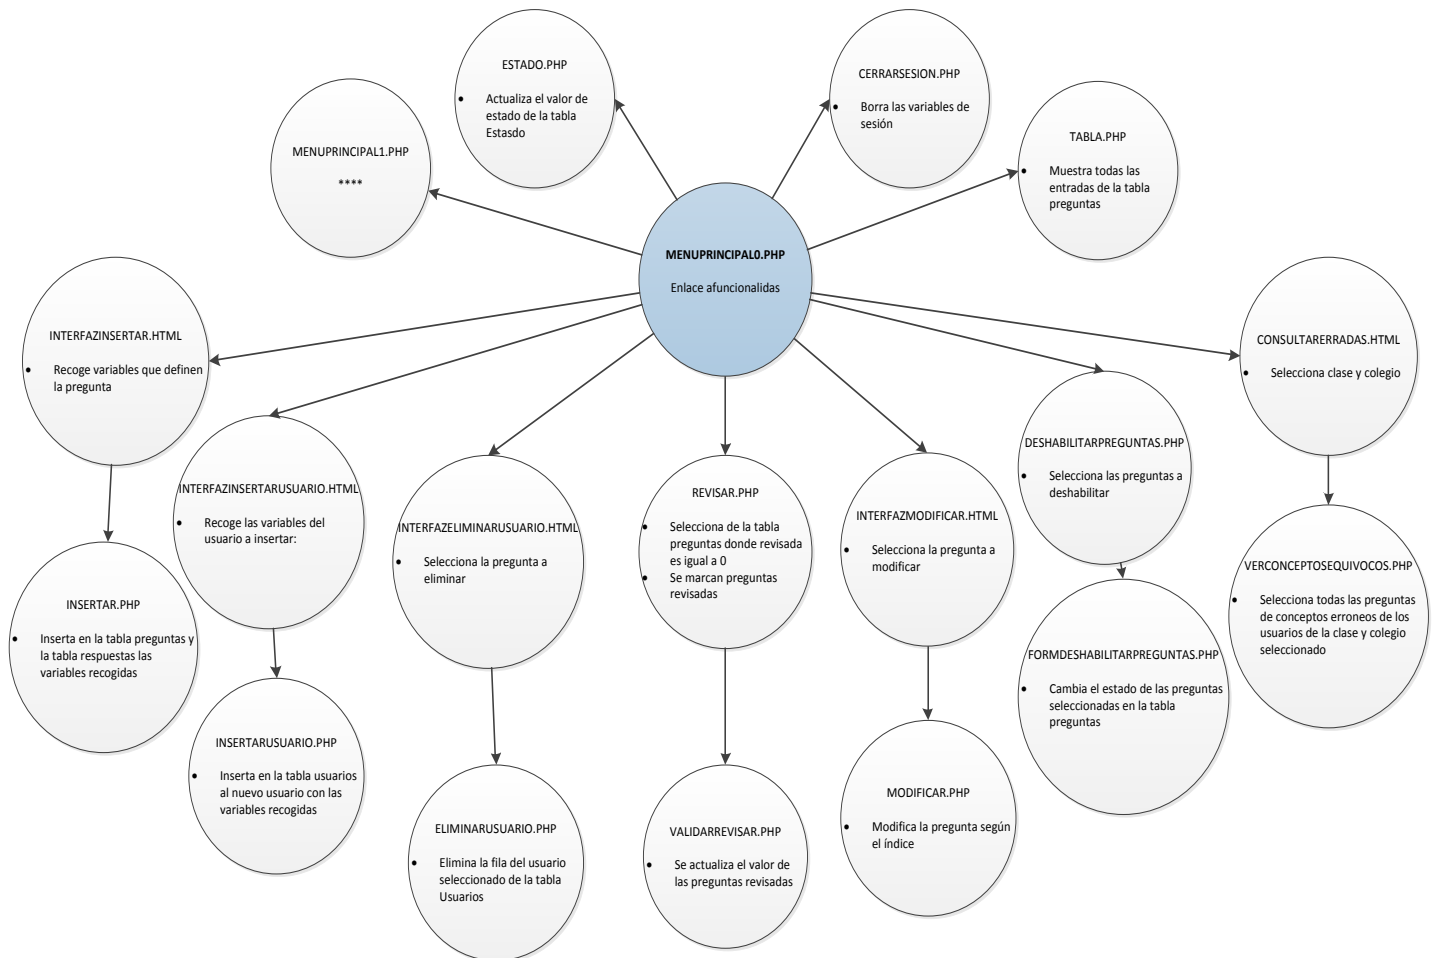 ESTADO.PHP
• Actualiza el valor de
estado de la tabla
Estasdo
CERRARSESION.PHP
• Borra las variables de
sesión
MENUPRINCIPAL1.PHP
****
TABLA.PHP
• Muestra todas las
entradas de la tabla
preguntas
MENUPRINCIPAL0.PHP
Enlace afuncionalidas
INTERFAZINSERTAR.HTML
• Recoge variables que definen
la pregunta
CONSULTARERRADAS.HTML
• Selecciona clase y colegio
INTERFAZINSERTARUSUARIO.HTML
• Recoge las variables del
usuario a insertar:
INTERFAZELIMINARUSUARIO.HTML
• Selecciona la pregunta a
eliminar
REVISAR.PHP
• Selecciona de la tabla
preguntas donde revisada
es igual a 0
• Se marcan preguntas
revisadas
INTERFAZMODIFICAR.HTML
• Selecciona la pregunta a
modificar
DESHABILITARPREGUNTAS.PHP
• Selecciona las preguntas a
deshabilitar
INSERTAR.PHP
• Inserta en la tabla preguntas y
la tabla respuestas las
variables recogidas
INSERTARUSUARIO.PHP
• Inserta en la tabla usuarios
al nuevo usuario con las
variables recogidas
ELIMINARUSUARIO.PHP
• Elimina la fila del usuario
seleccionado de la tabla
Usuarios
VALIDARREVISAR.PHP
• Se actualiza el valor de
las preguntas revisadas
MODIFICAR.PHP
• Modifica la pregunta según
el índice
FORMDESHABILITARPREGUNTAS.PHP
• Cambia el estado de las preguntas
seleccionadas en la tabla
preguntas
VERCONCEPTOSEQUIVOCOS.PHP
• Selecciona todas las preguntas
de conceptos erroneos de los
usuarios de la clase y colegio
seleccionado